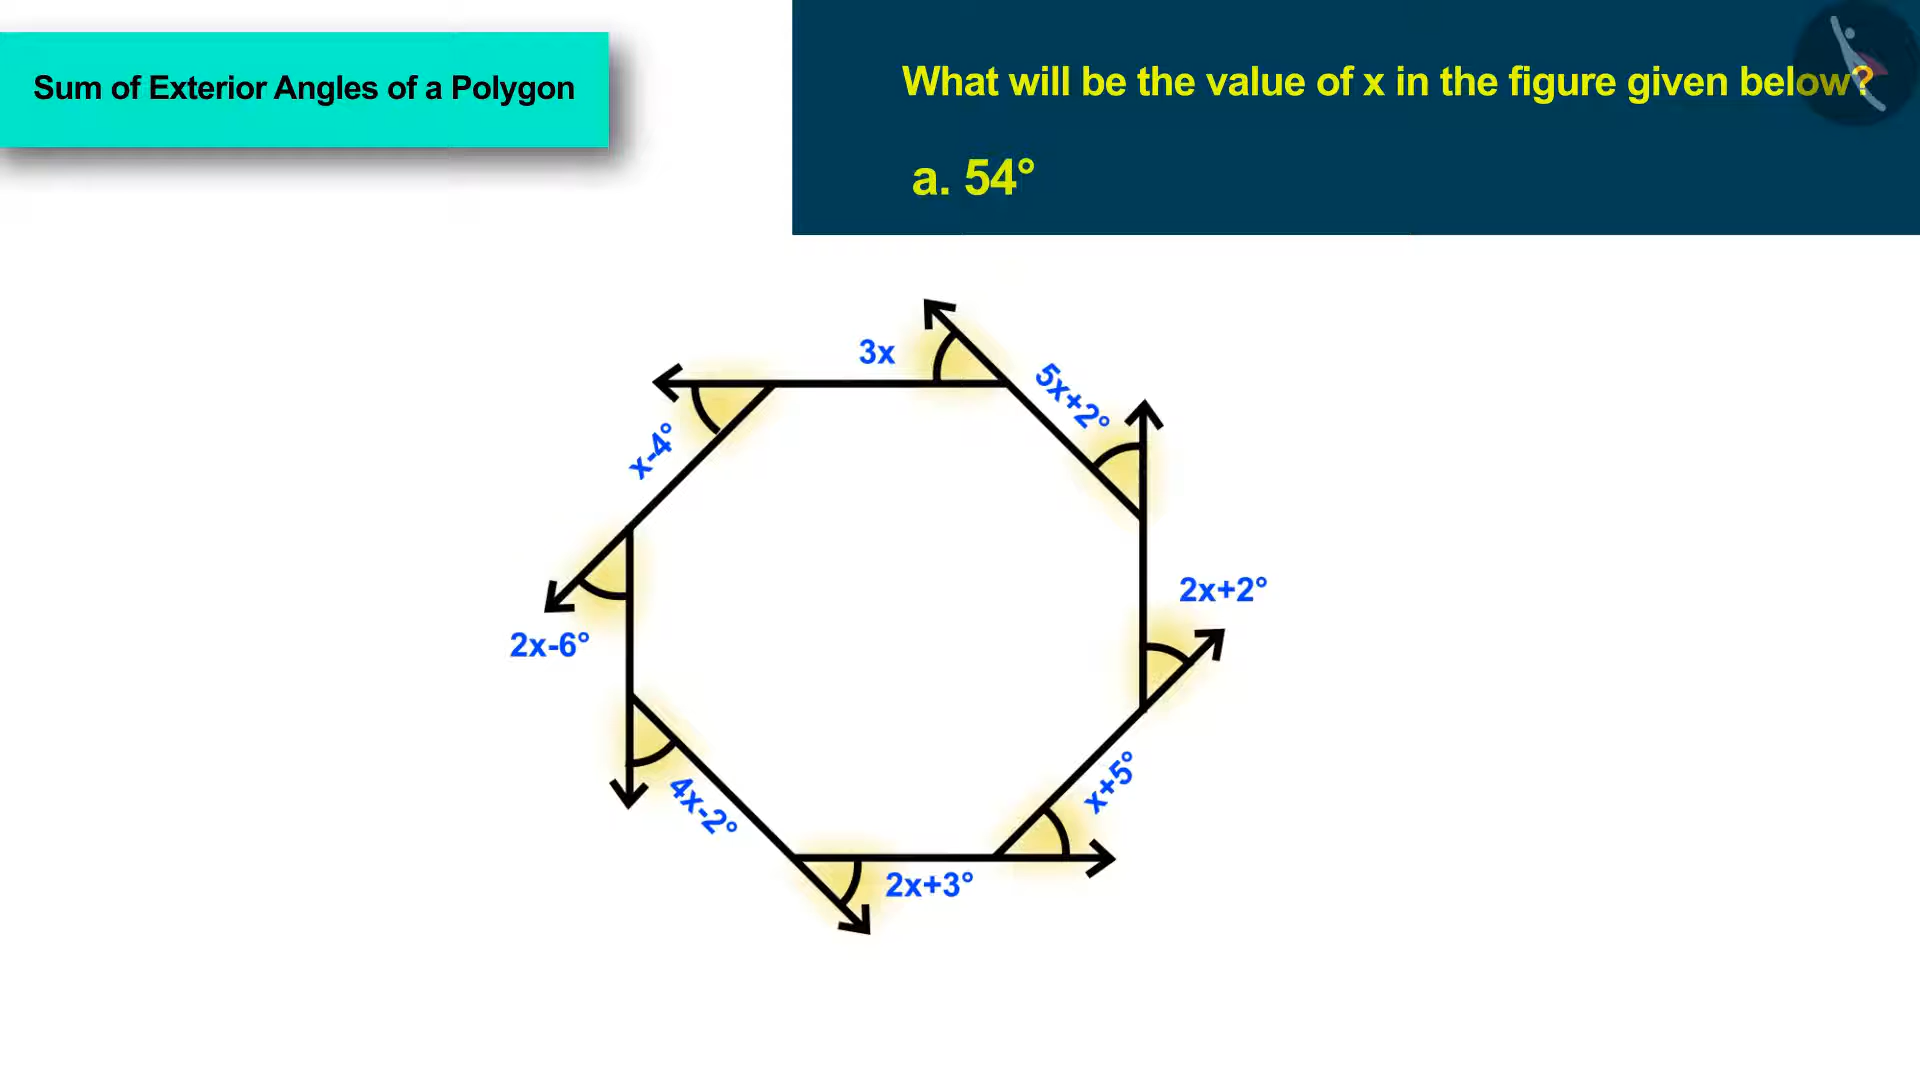 Sum of Exterior Angles of a Polygon
What will be the value of x in the figure given below?
a. 54°
3x
5x+2°
x-4°
2x+2°
2x-6°
x+5°
4x-2°
2x+3°